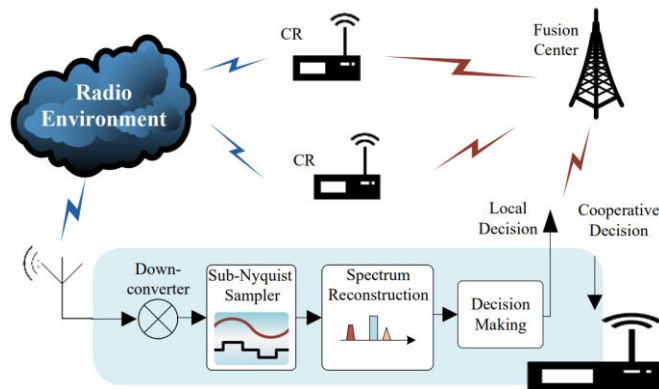 CR
Fusion
Center
Radio
Environment
CR
Local
Decision
Cooperative
Decision
Down-
converter
Sub-Nyquist
Sampler
Spectrum
Reconstruction
Decision
Making